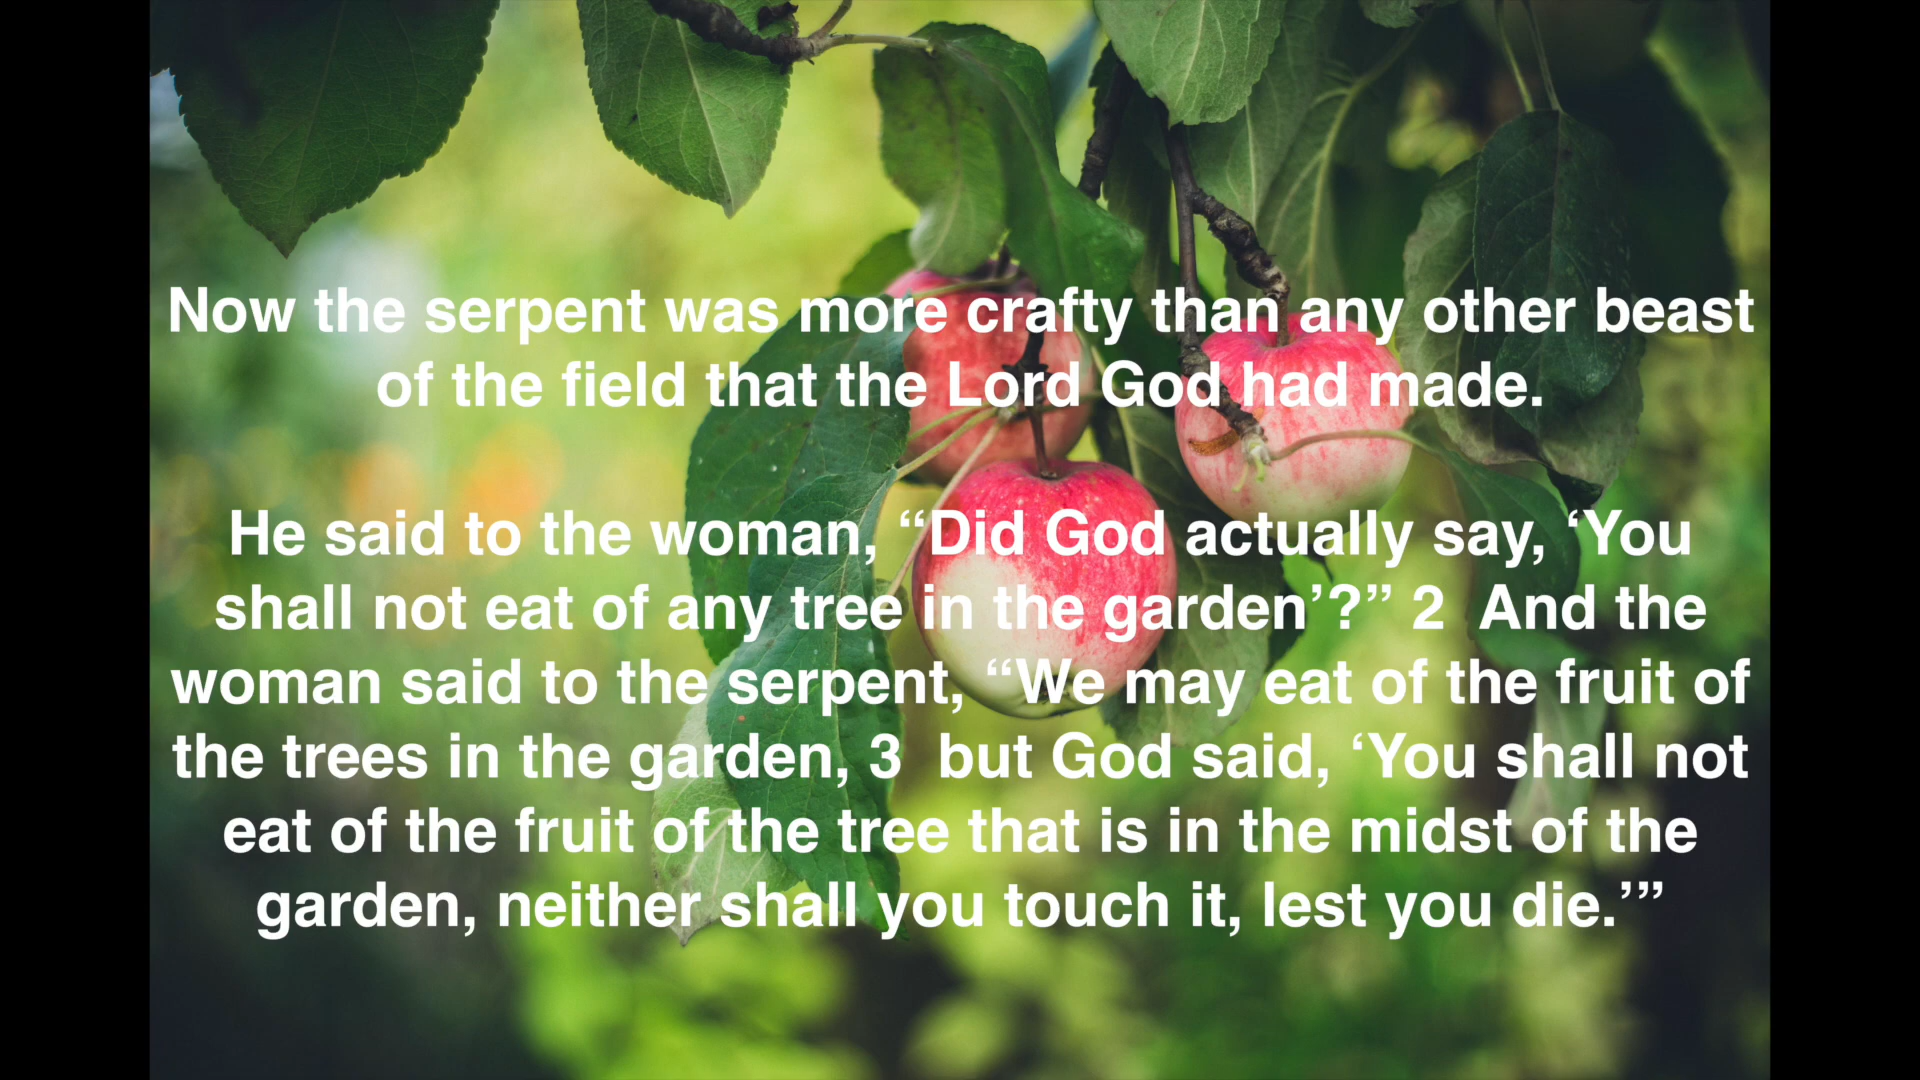 Now the serpent was more crafty than any other beast
of the field that the Lord God had made.
He said to the woman, “Did God actually say, ‘You
shall not eat of any tree in the garden’?” 2  And the
woman said to the serpent, “We may eat of the fruit of
the trees in the garden, 3  but God said, ‘You shall not
eat of the fruit of the tree that is in the midst of the
garden, neither shall you touch it, lest you die.’”